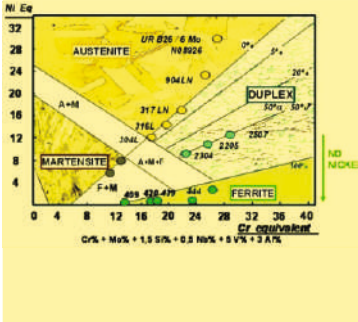 Ni Eq
32
28
24
20
16
12
8
4
AUSTENITE
UR B26 / 6 Mo
N08926
904LN
317 LN
316L
304L
0%
5%
20%
DUPLEX
50%
2507
2205
2304
A+M
MARTENSITE
A+M+F
F+M
409
430-439
444
FERRITE
100%
NO
NICKEL
0 4 8 12 16 20 24 28 32 36 40
Cr equivalent
Cr% + Mo% + 1,5 Si% + 0,5 Nb% + 5 V% + 3 Al%